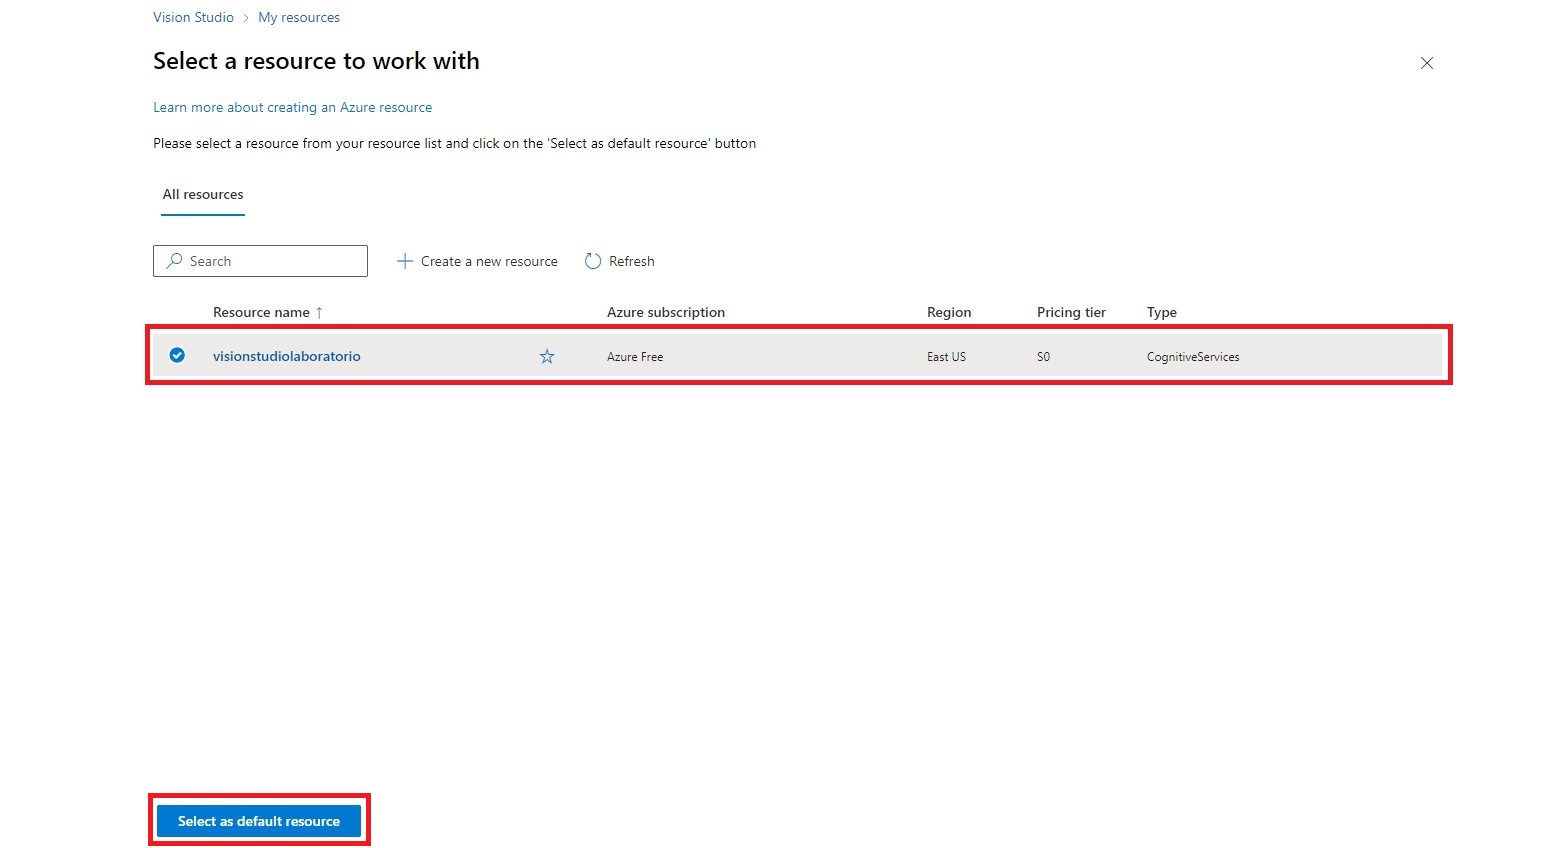 Vision Studio > My resources
Select a resource to work with
Learn more about creating an Azure resource
Please select a resource from your resource list and click on the 'Select as default resource' button
All resources
Search Create a new resource Refresh
Resource name ↑ Azure subscription Region Pricing tier Type
visionstudiolaboratorio Azure Free East US S0 CognitiveServices
Select as default resource